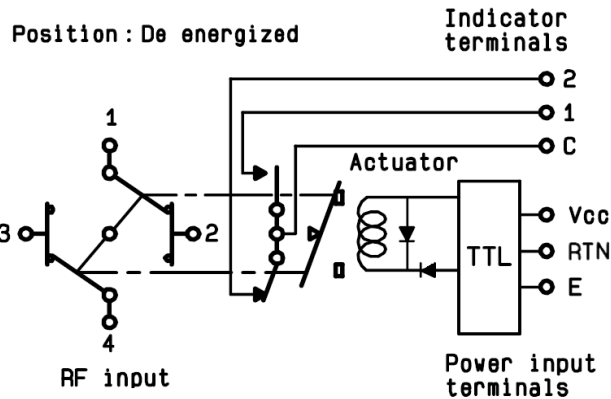 Position : De energized
Indicator
terminals
2
1
C
Actuator
1
3
2
4
RF input
TTL
Vcc
RTN
E
Power input
terminals